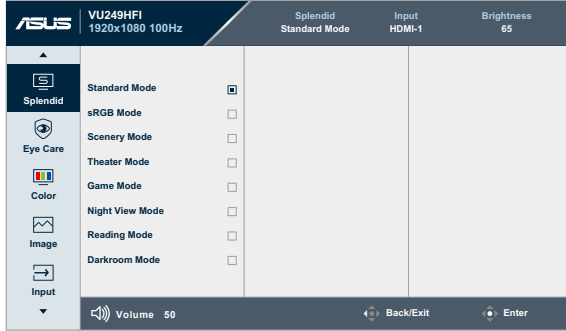 ASUS
VU249HFI
1920x1080 100Hz
Splendid
Standard Mode
Input
HDMI-1
Brightness
65
Splendid
Eye Care
Color
Image
Input
Standard Mode
sRGB Mode
Scenery Mode
Theater Mode
Game Mode
Night View Mode
Reading Mode
Darkroom Mode
Volume 50
Back/Exit
Enter